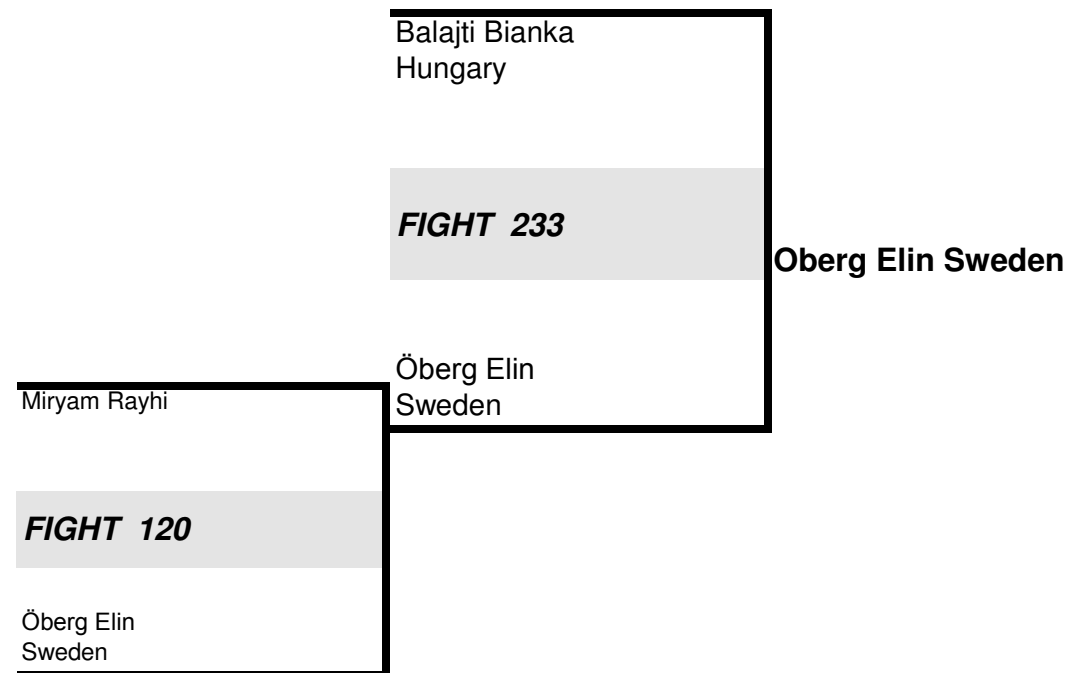 Balajti Bianka
Hungary
FIGHT 233
Oberg Elin Sweden
Öberg Elin
Sweden
Miryam Rayhi
FIGHT 120
Öberg Elin
Sweden